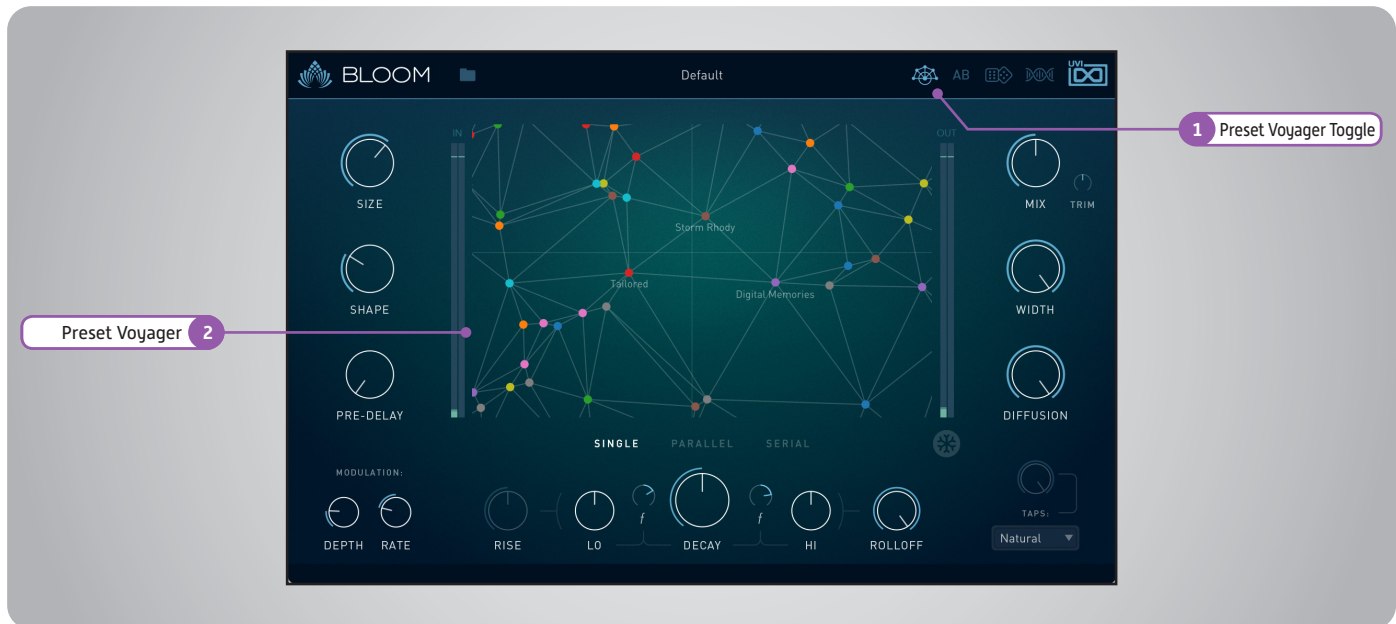 BLOOM
Default
AB
UVI
1 Preset Voyager Toggle
IN
OUT
SIZE
MIX
TRIM
Storm Rhody
SHAPE
Tailored
Digital Memories
WIDTH
Preset Voyager 2
PRE-DELAY
DIFFUSION
SINGLE PARALLEL SERIAL
MODULATION:
f
f
TAPS:
Natural
DEPTH RATE RISE LO DECAY HI ROLLOFF